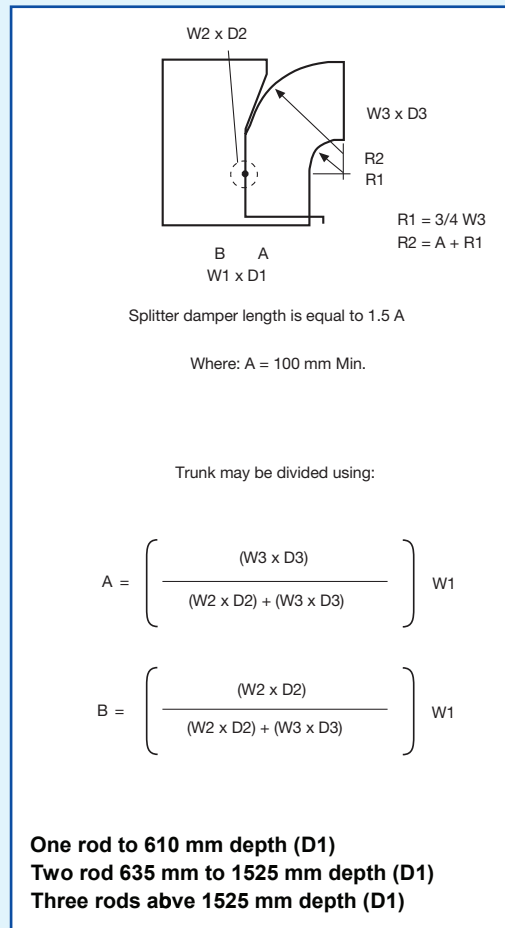 W2 x D2
W3 x D3
R2
R1
R1 = 3/4 W3
R2 = A + R1
B A
W1 x D1
Splitter damper length is equal to 1.5 A
Where: A = 100 mm Min.
Trunk may be divided using:
(W3 x D3)
A = W1
(W2 x D2) + (W3 x D3)
(W2 x D2)
B = W1
(W2 x D2) + (W3 x D3)
One rod to 610 mm depth (D1)
Two rod 635 mm to 1525 mm depth (D1)
Three rods abve 1525 mm depth (D1)